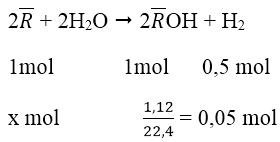 2R̅ + 2H₂O → 2R̅OH + H₂
1mol 1mol 0,5 mol
x mol 1,12/22,4 = 0,05 mol